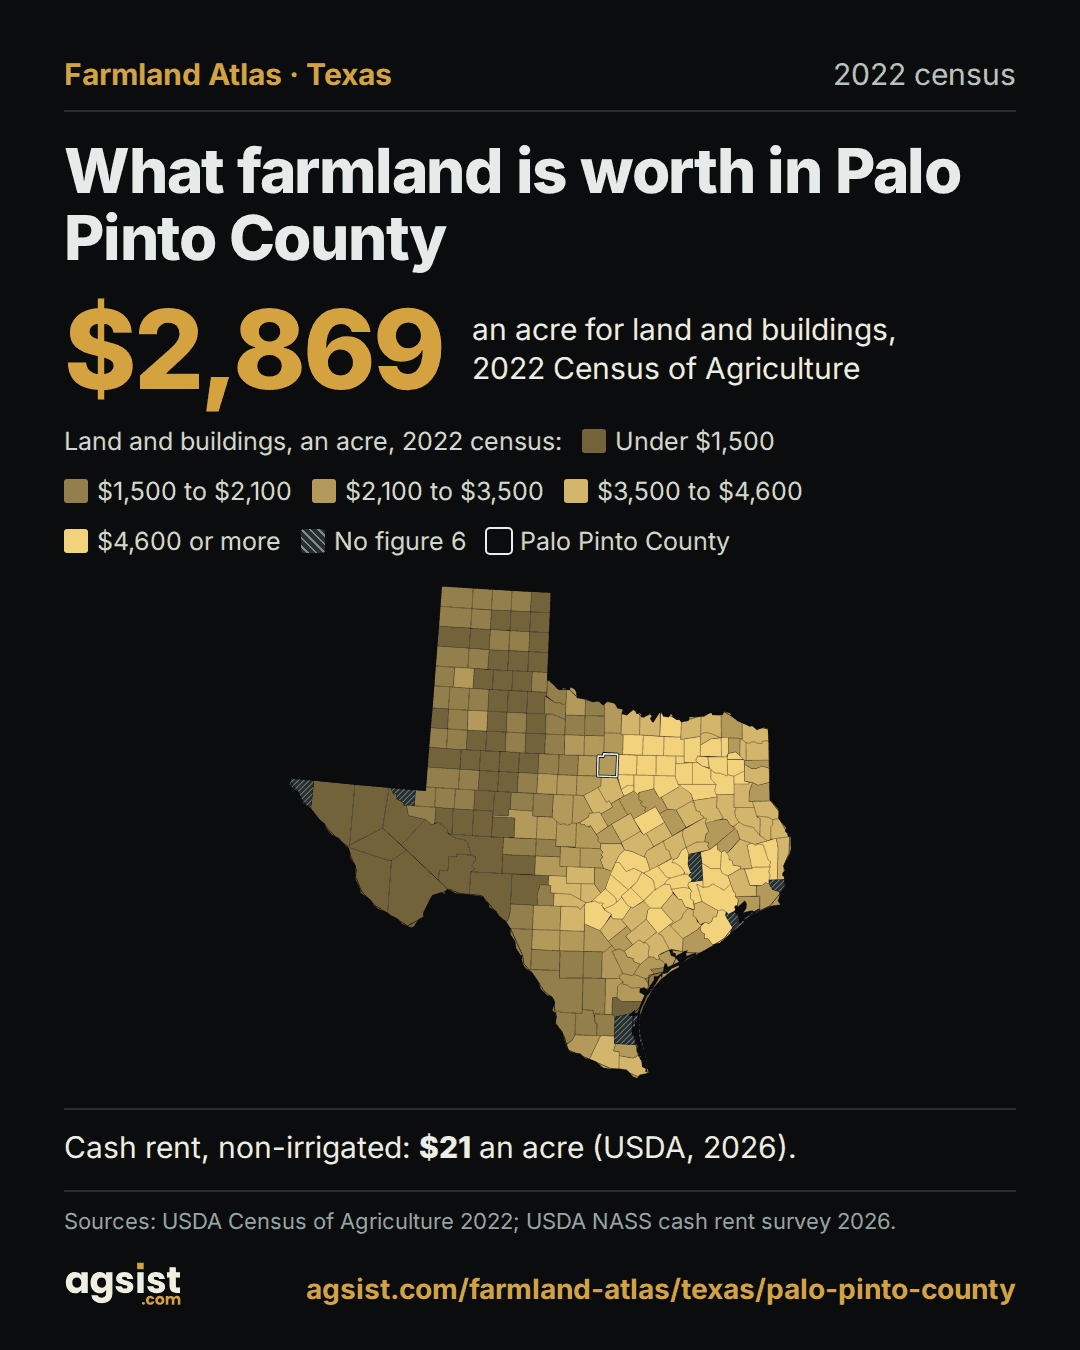 Farmland Atlas · Texas
2022 census
What farmland is worth in Palo
Pinto County
$2,869
an acre for land and buildings,
2022 Census of Agriculture
Land and buildings, an acre, 2022 census: Under $1,500
$1,500 to $2,100 $2,100 to $3,500 $3,500 to $4,600
$4,600 or more No figure 6 Palo Pinto County
Cash rent, non-irrigated: $21 an acre (USDA, 2026).
Sources: USDA Census of Agriculture 2022; USDA NASS cash rent survey 2026.
agsist
.com
agsist.com/farmland-atlas/texas/palo-pinto-county